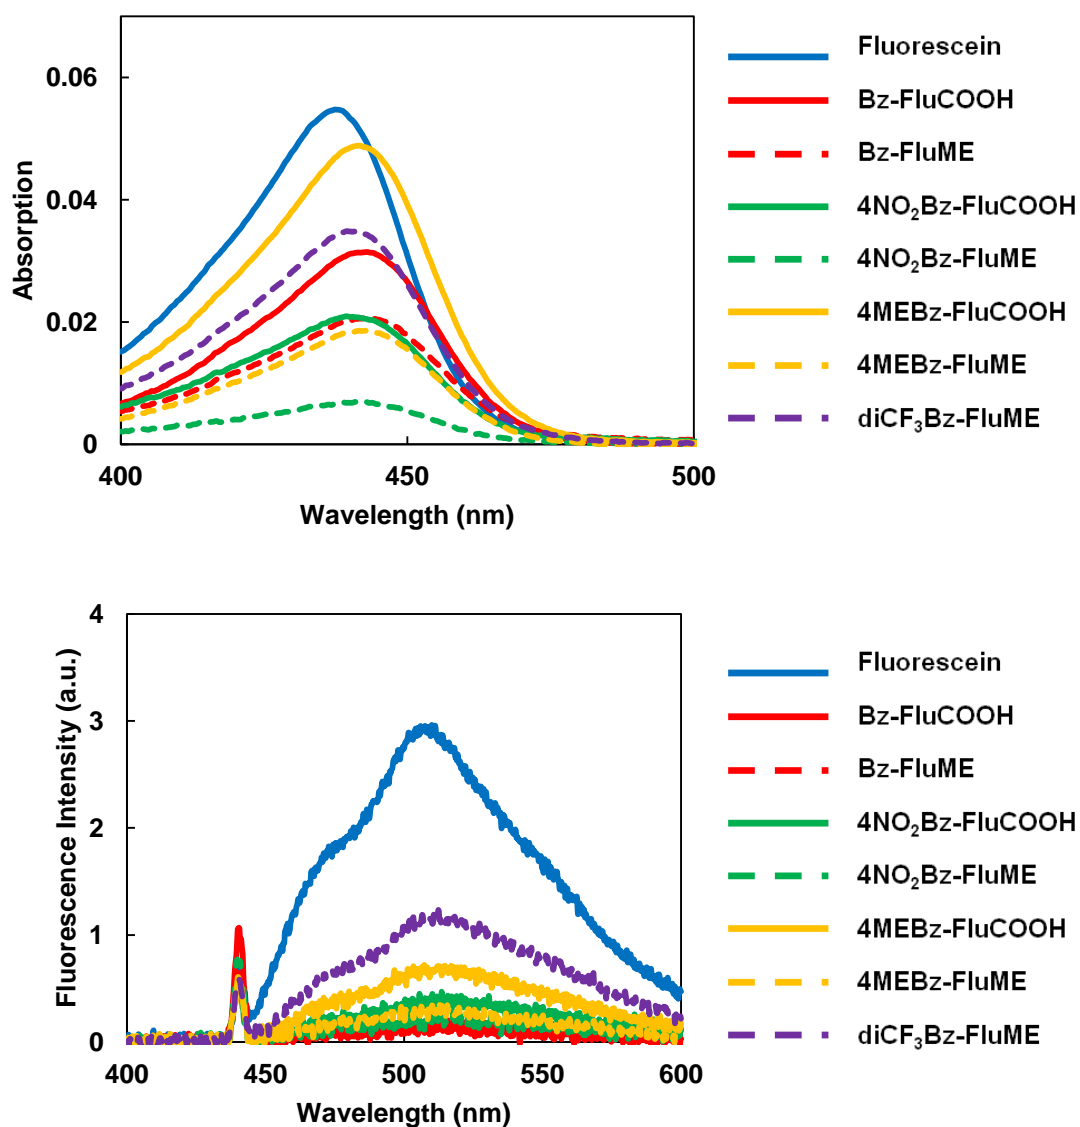 0.06
0.04
0.02
0
400
450
500
Absorption
Wavelength (nm)
Fluorescein
Bz-FluCOOH
Bz-FluME
4NO₂Bz-FluCOOH
4NO₂Bz-FluME
4MEBz-FluCOOH
4MEBz-FluME
diCF₃Bz-FluME
4
3
2
1
0
400
450
500
550
600
Fluorescence Intensity (a.u.)
Wavelength (nm)
Fluorescein
Bz-FluCOOH
Bz-FluME
4NO₂Bz-FluCOOH
4NO₂Bz-FluME
4MEBz-FluCOOH
4MEBz-FluME
diCF₃Bz-FluME